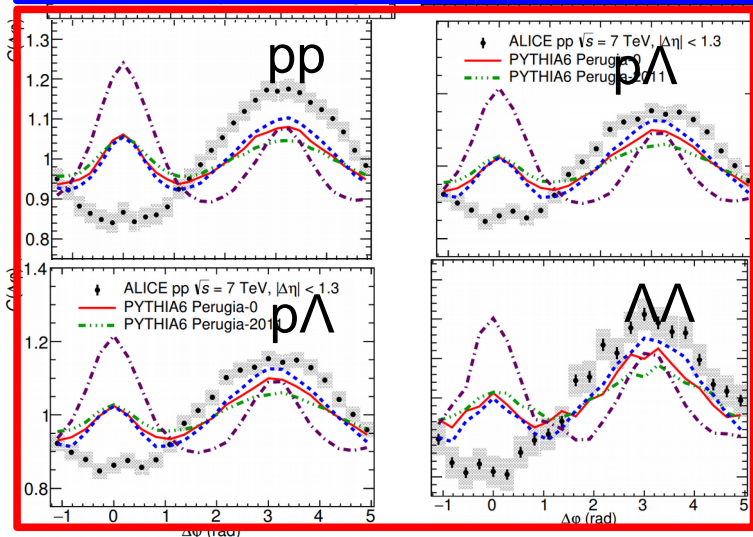 C(Δφ)
1.3
1.2
1.1
1
0.9
0.8
pp
ALICE pp √s = 7 TeV, |Δη| < 1.3
PYTHIA6 Perugia-0
PYTHIA6 Perugia-2011
pΛ
C(Δφ)
1.4
1.2
1
0.8
ALICE pp √s = 7 TeV, |Δη| < 1.3
PYTHIA6 Perugia-0
PYTHIA6 Perugia-2011
pΛ
ΛΛ
−1 0 1 2 3 4 5
Δφ (rad)
−1 0 1 2 3 4 5
Δφ (rad)